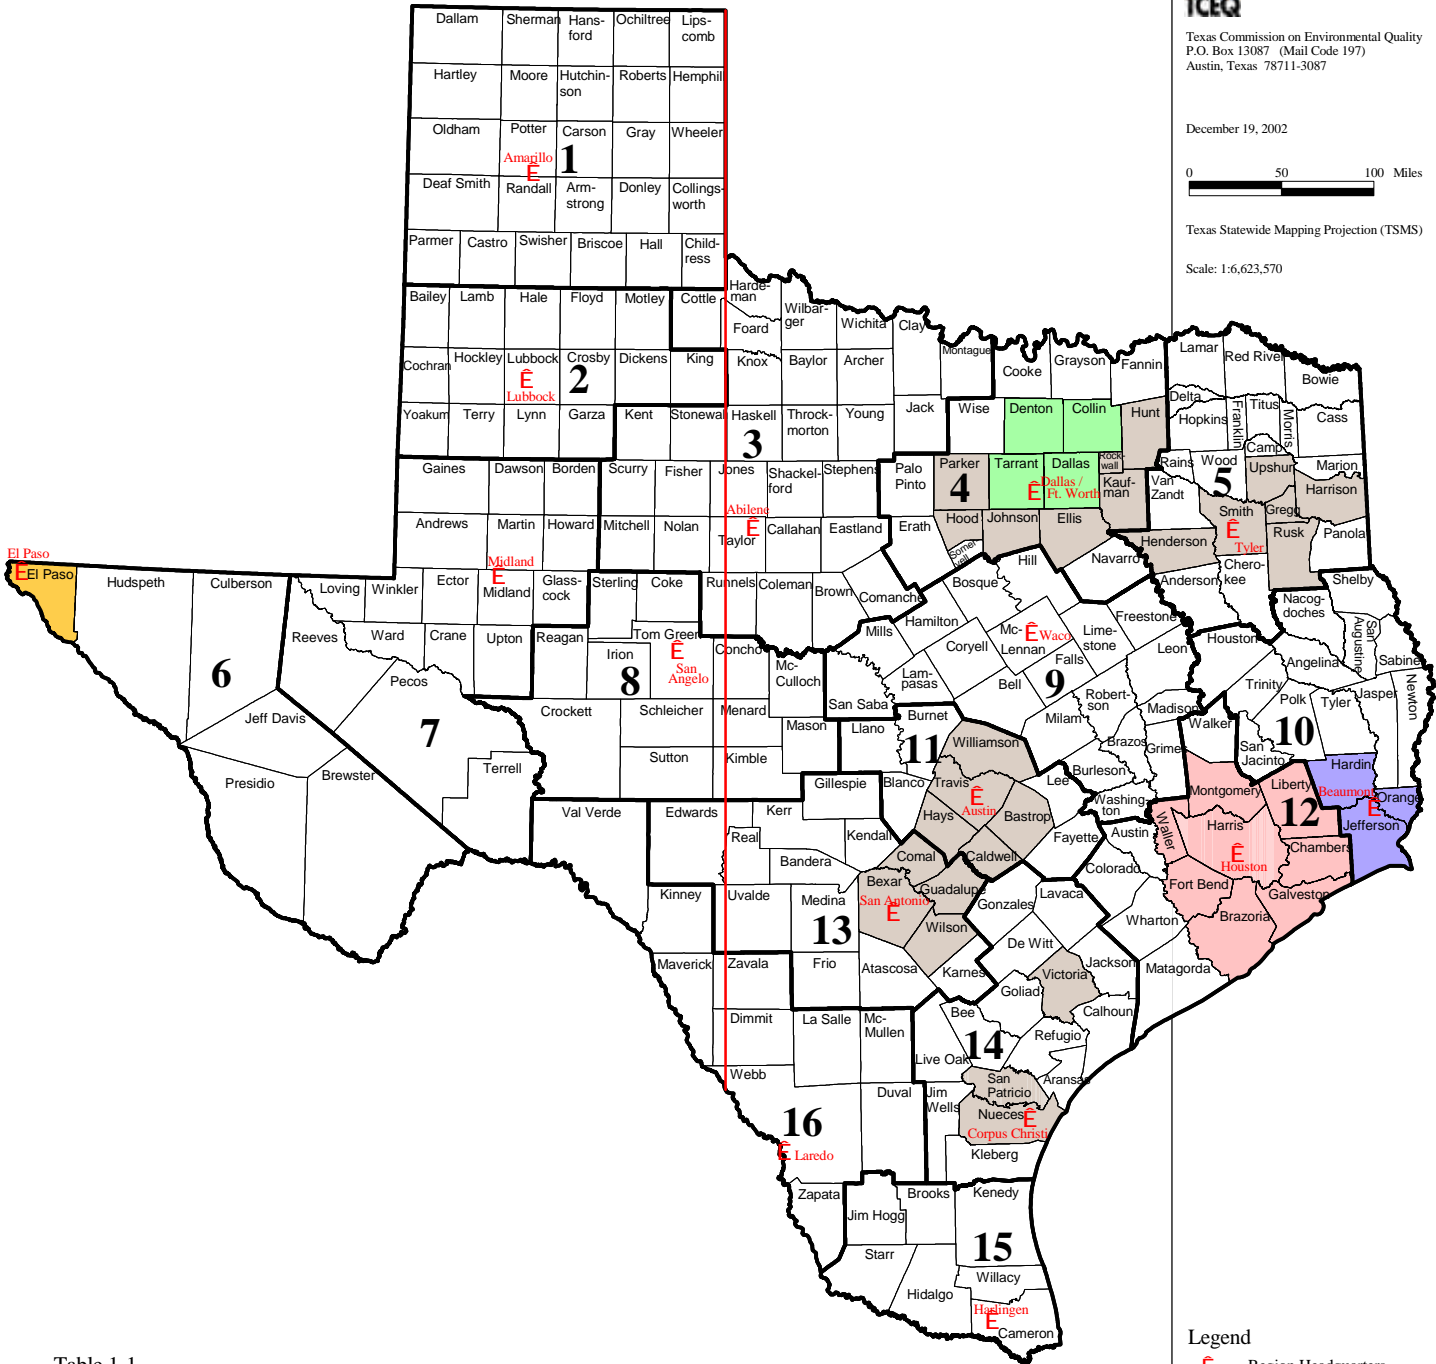 TCEQ
Texas Commission on Environmental Quality
P.O. Box 13087 (Mail Code 197)
Austin, Texas 78711-3087
December 19, 2002
0 50 100 Miles
Texas Statewide Mapping Projection (TSMS)
Scale: 1:6,623,570
Dallam Sherman Hans-
ford Ochiltree Lips-
comb
Hartley Moore Hutchin-
son Roberts Hemphil
Oldham Potter Carson Gray Wheeler
Amarillo 1
Ê
Deaf Smith Randall Arm-
strong Donley Collings-
worth
Parmer Castro Swisher Briscoe Hall Child-
ress
Bailey Lamb Hale Floyd Motley Cottle Harde-
man
Foard Wilbar-
ger Wichita Clay Montague Cooke Grayson Fannin Lamar Red River Bowie
Cochran Hockley Lubbock Crosby Dickens King Knox Baylor Archer
Ê 2
Lubbock
Yoakum Terry Lynn Garza Kent Stonewal Haskell Throck-
morton Young Jack Wise Denton Collin Hunt Delta Hopkins Franklin Titus Morris Cass
3
Camp
Gaines Dawson Borden Scurry Fisher Jones Shackel-
ford Stephens Palo
Pinto Parker Tarrant Dallas Rock-
wall Kauf-
man Van
Zandt Rains Wood Upshur Marion
4 Ê Dallas /
Ft. Worth 5 Harrison
Andrews Martin Howard Mitchell Nolan Abilene
Ê
Taylor Callahan Eastland Erath Hood Johnson Ellis Henderson Smith Gregg Rusk Panola
Ê
Tyler
Somer
vell Navarro
El Paso
Ê El Paso Hudspeth Culberson Loving Winkler Ector Midland
Ê
Midland Glass-
cock Sterling Coke Runnels Coleman Brown Comanche Bosque Hill Anderson Chero-
kee Shelby
Nacog-
doches
San
Augustine
Reeves Ward Crane Upton Reagan Tom Green
Irion Ê
San
Angelo Concho Mc-
Culloch Mills Hamilton Coryell Mc-
Lennan Ê Waco Lime-
stone Freestone Leon Houston Angelina Sabine
6 8 9
Falls
Pecos San Saba Lam-
pasas Bell Robert-
son Madison Trinity Polk Tyler Jasper Newton
Jeff Davis 7 Crockett Schleicher Menard Mason Llano Burnet Milam Brazos Grimes Walker San
Jacinto
11 10
Williamson Hardin
Presidio Brewster Terrell Sutton Kimble Gillespie Blanco Travis Lee Burleson Washing-
ton Montgomery Liberty Beaumont
Ê Orange
Ê
Austin 12
Val Verde Edwards Kerr Real Kendall Hays Bastrop Fayette Austin Waller Harris Jefferson
Ê
Houston Chambers
Bandera Comal Caldwell Colorado
Kinney Uvalde Medina Bexar Guadalupe Gonzales Lavaca Fort Bend Galveston
San Antonio
Ê
13 Wilson Wharton Brazoria
De Witt
Maverick Zavala Frio Atascosa Karnes Victoria Jackson Matagorda
Goliad
Dimmit La Salle Mc-
Mullen Bee Calhoun
Refugio
14
Live Oak
Webb Duval Jim
Wells San
Patricio Aransas
16 Nueces Ê
Corpus Christi
Ê Laredo
Kleberg
Zapata Brooks Kenedy
Jim Hogg
15
Starr
Willacy
Hidalgo
Harlingen
Ê
Cameron
Table 1-1
Legend
Ê Region Headquarters